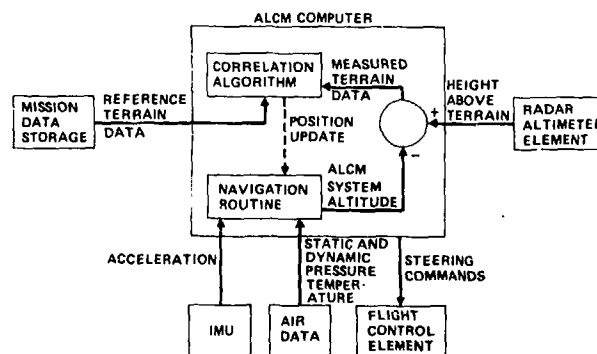 ALCM COMPUTER
CORRELATION
ALGORITHM
MEASURED
TERRAIN
DATA
MISSION
DATA
STORAGE
REFERENCE
TERRAIN
DATA
POSITION
UPDATE
+
−
HEIGHT
ABOVE
TERRAIN
RADAR
ALTIMETER
ELEMENT
NAVIGATION
ROUTINE
ALCM
SYSTEM
ALTITUDE
ACCELERATION
STATIC AND
DYNAMIC
PRESSURE
TEMPER-
ATURE
STEERING
COMMANDS
IMU
AIR
DATA
FLIGHT
CONTROL
ELEMENT